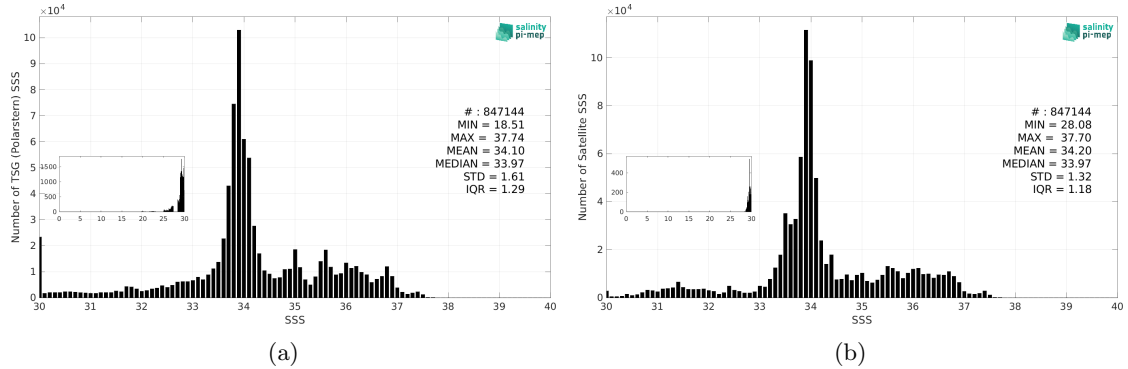 ×10⁴
10
9
8
7
6
5
4
3
2
1
0
Number of TSG (Polarstern) SSS
salinity
pi-mep
# : 847144
MIN = 18.51
MAX = 37.74
MEAN = 34.10
MEDIAN = 33.97
STD = 1.61
IQR = 1.29
1500
1000
500
0
0 5 10 15 20 25 30
30 31 32 33 34 35 36 37 38 39 40
SSS
(a)
×10⁴
10
8
6
4
2
0
Number of Satellite SSS
salinity
pi-mep
# : 847144
MIN = 28.08
MAX = 37.70
MEAN = 34.20
MEDIAN = 33.97
STD = 1.32
IQR = 1.18
400
200
0
0 5 10 15 20 25 30
30 31 32 33 34 35 36 37 38 39 40
SSS
(b)